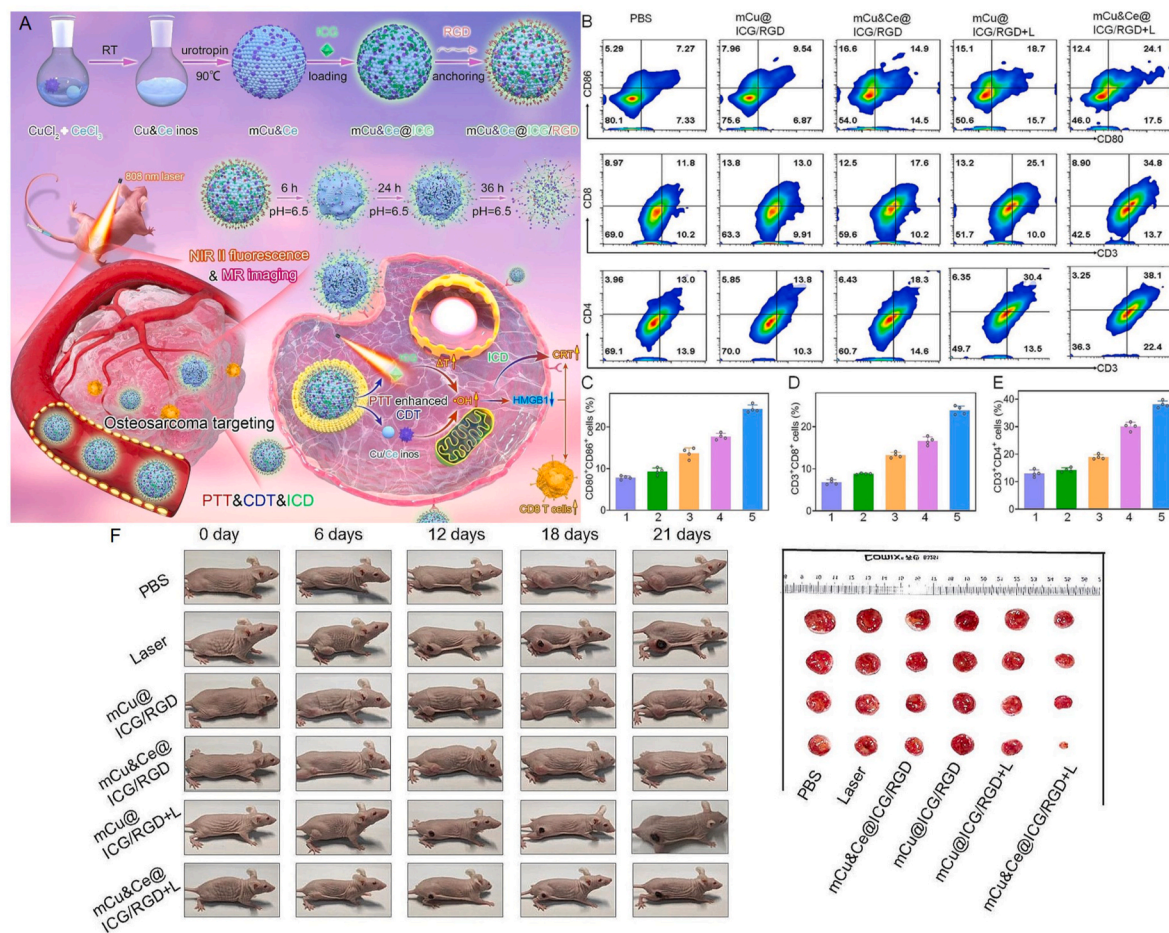 A
RT
urotropin
90℃
ICG
loading
RGD
anchoring
CuCl2 + CeCl3
Cu&Ce inos
mCu&Ce
mCu&Ce@ICG
mCu&Ce@ICG/RGD
808 nm laser
6 h
pH=6.5
24 h
pH=6.5
36 h
pH=6.5
NIR II fluorescence
& MR imaging
Osteosarcoma targeting
PTT&CDT&ICD
ICG
ΔT
PTT enhanced
CDT
•OH
Cu/Ce inos
ICD
CRT
HMGB1
CD8 T cells
B
PBS
mCu@
ICG/RGD
mCu&Ce@
ICG/RGD
mCu@
ICG/RGD+L
mCu&Ce@
ICG/RGD+L
CD86
5.29 7.27
80.1 7.33
7.96 9.54
75.6 6.87
16.6 14.9
54.0 14.5
15.1 18.7
50.6 15.7
12.4 24.1
46.0 17.5
CD80
CD8
8.97 11.8
69.0 10.2
13.8 13.0
63.3 9.91
12.5 17.6
59.6 10.2
13.2 25.1
51.7 10.0
8.90 34.8
42.5 13.7
CD3
CD4
3.96 13.0
69.1 13.9
5.85 13.8
70.0 10.3
6.43 18.3
60.7 14.6
6.35 30.4
49.7 13.5
3.25 38.1
36.3 22.4
CD3
C
CD80+CD86+ cells (%)
20
10
1 2 3 4 5
D
CD3+CD8+ cells (%)
20
10
1 2 3 4 5
E
CD3+CD4+ cells (%)
40
30
20
10
1 2 3 4 5
F
0 day 6 days 12 days 18 days 21 days
PBS
Laser
mCu@
ICG/RGD
mCu&Ce@
ICG/RGD
mCu@
ICG/RGD+L
mCu&Ce@
ICG/RGD+L
Comix
PBS
Laser
mCu&Ce@ICG/RGD
mCu@ICG/RGD
mCu@ICG/RGD+L
mCu&Ce@ICG/RGD+L